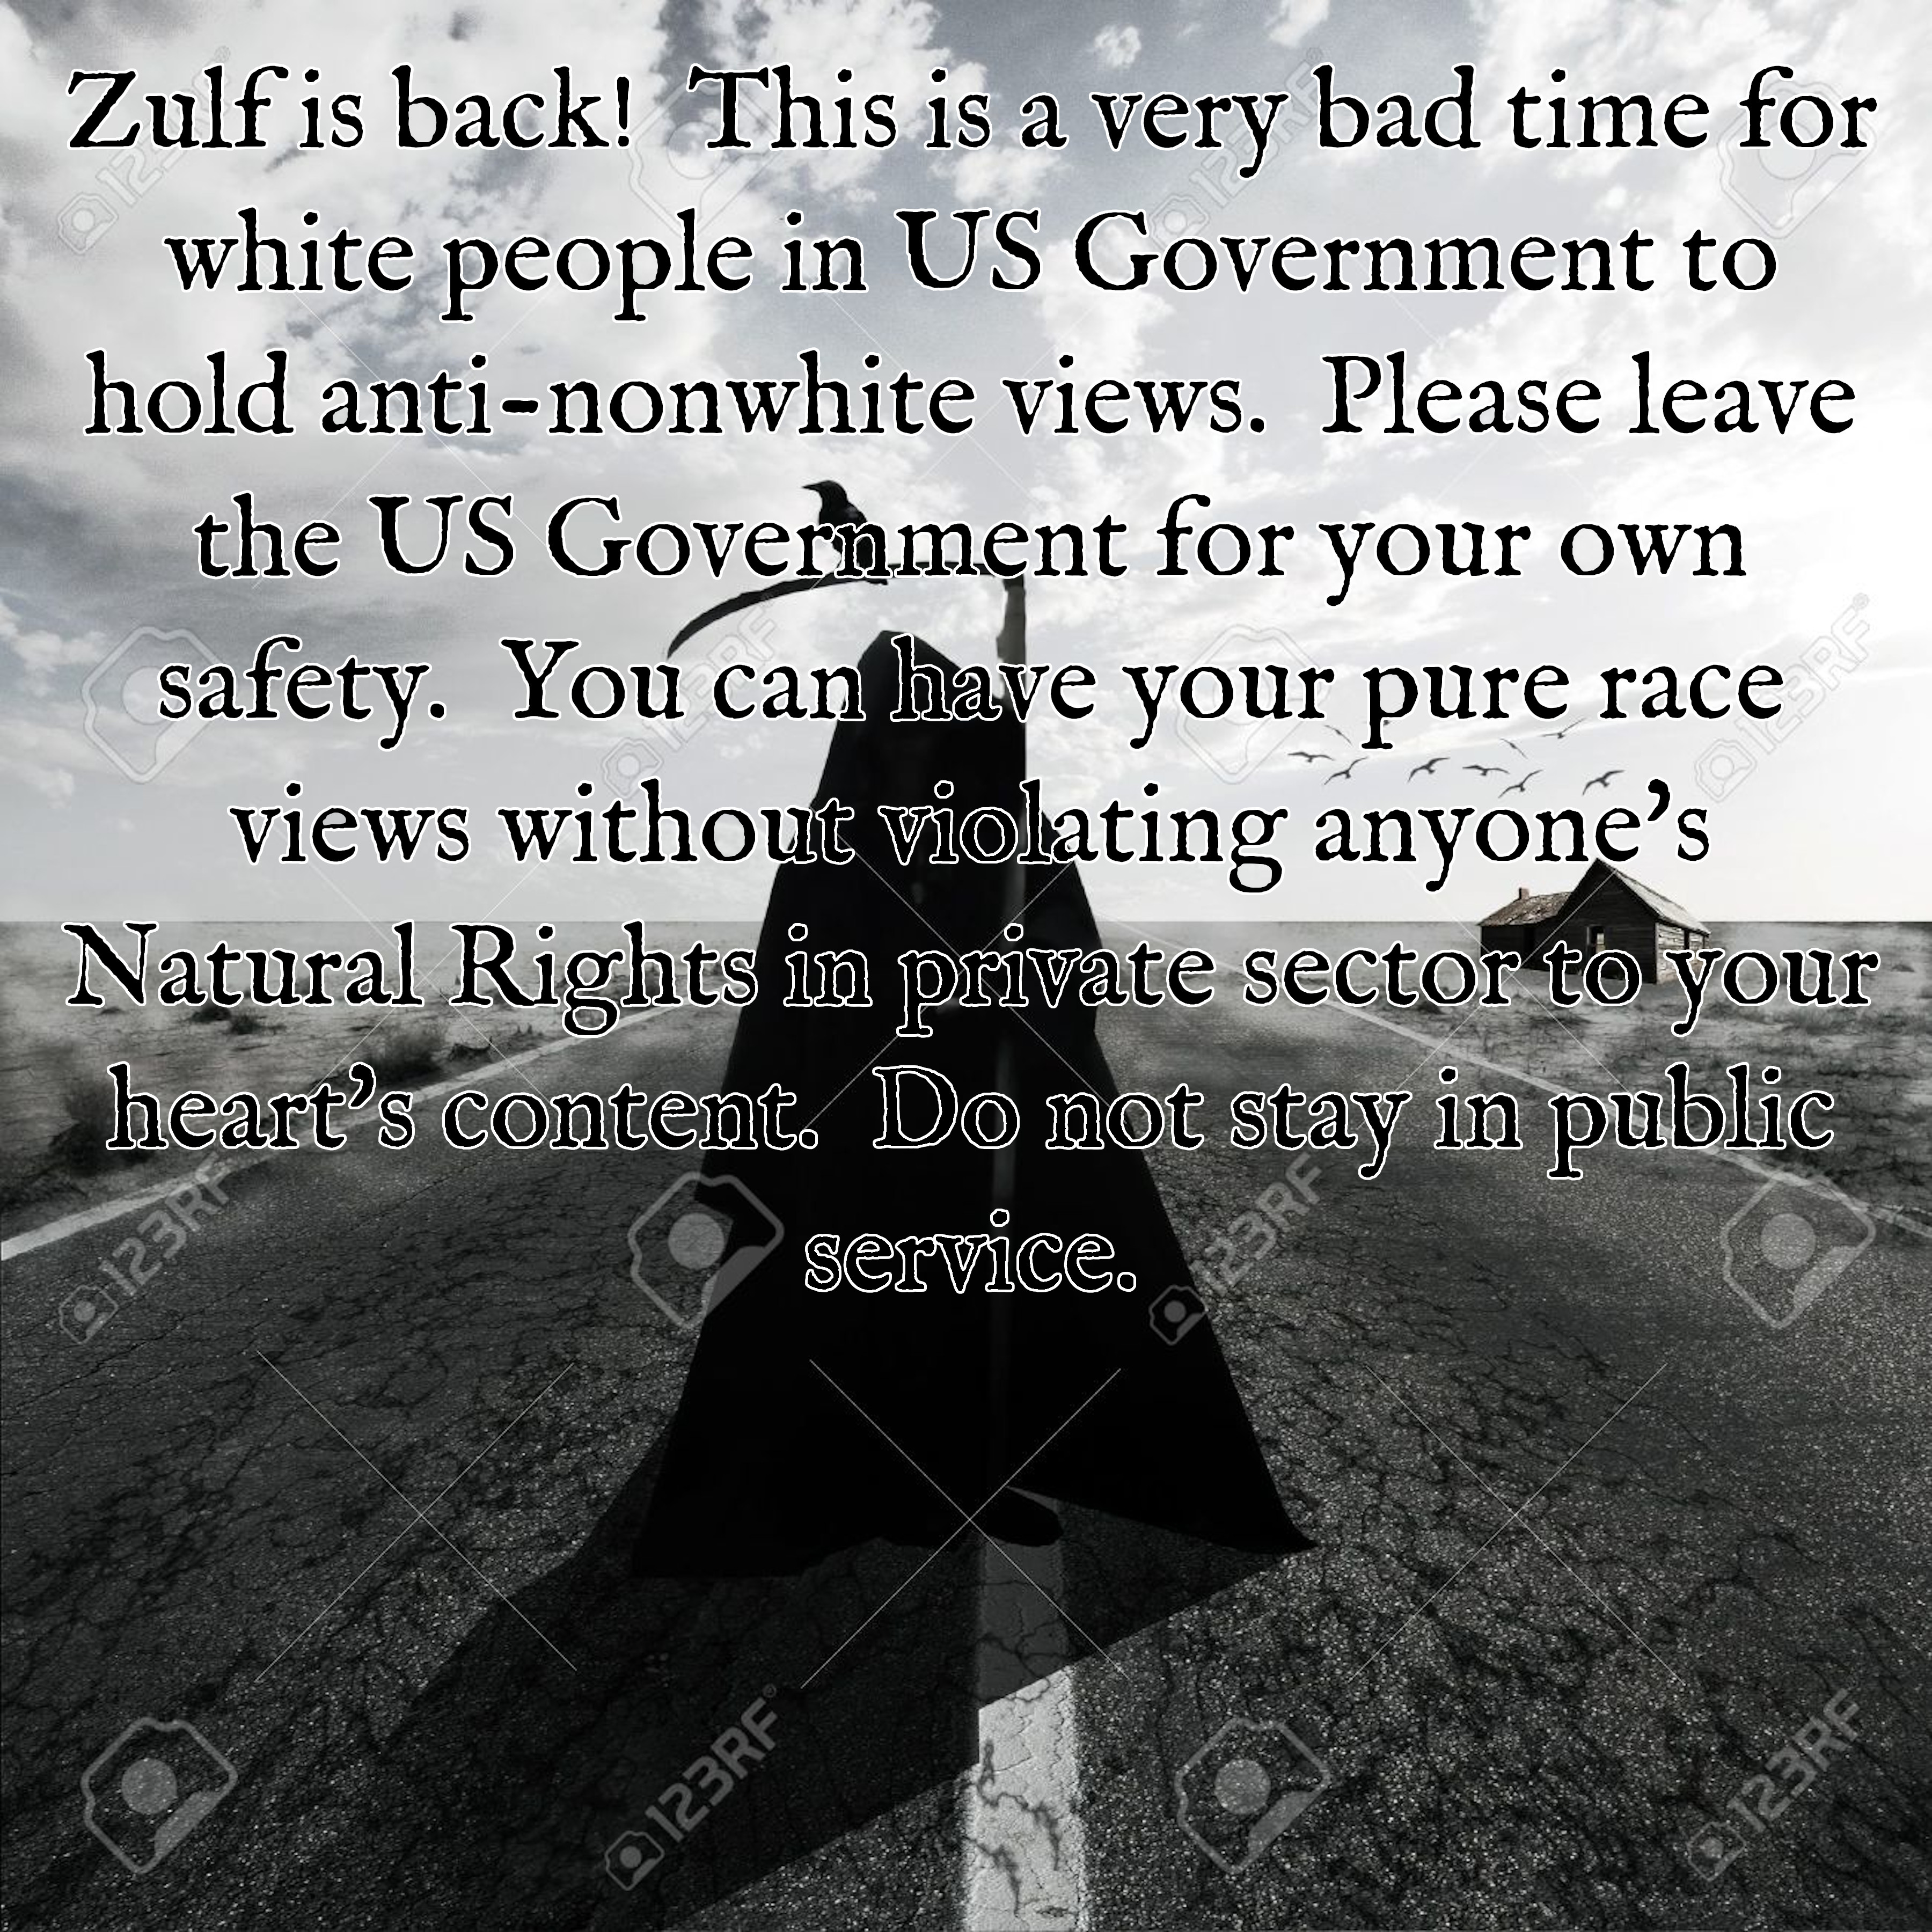 Zulf is back!  This is a very bad time for
white people in US Government to
hold anti-nonwhite views.  Please leave
the US Government for your own
safety.  You can have your pure race
views without violating anyone's
Natural Rights in private sector to your
heart's content.  Do not stay in public
service.
123RF
123RF
123RF
123RF
123RF
123RF
123RF
123RF